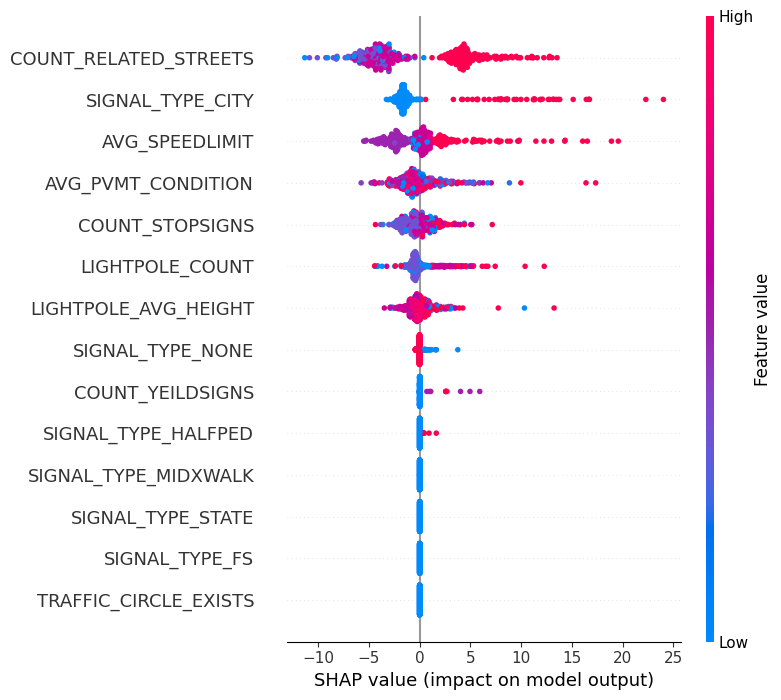 High
COUNT_RELATED_STREETS
SIGNAL_TYPE_CITY
AVG_SPEEDLIMIT
AVG_PVMT_CONDITION
COUNT_STOPSIGNS
LIGHTPOLE_COUNT
LIGHTPOLE_AVG_HEIGHT
SIGNAL_TYPE_NONE
COUNT_YEILDSIGNS
SIGNAL_TYPE_HALFPED
SIGNAL_TYPE_MIDXWALK
SIGNAL_TYPE_STATE
SIGNAL_TYPE_FS
TRAFFIC_CIRCLE_EXISTS
Feature value
Low
−10 −5 0 5 10 15 20 25
SHAP value (impact on model output)